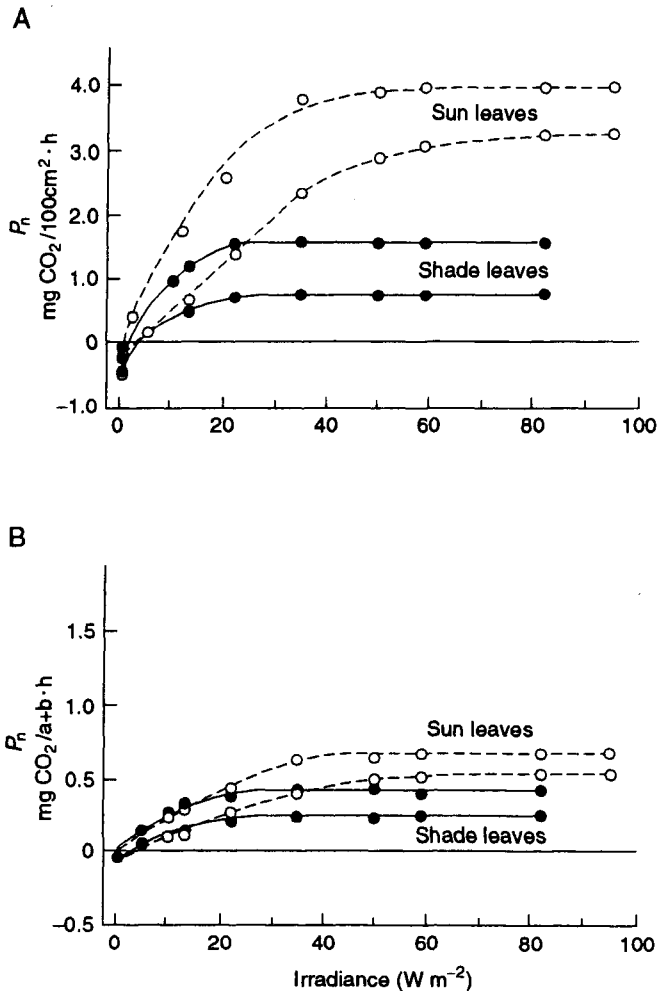 A
Pn
mg CO2/100cm2·h
4.0
3.0
2.0
1.0
0
−1.0
Sun leaves
Shade leaves
0 20 40 60 80 100
B
Pn
mg CO2/a+b·h
1.5
1.0
0.5
0
−0.5
Sun leaves
Shade leaves
0 20 40 60 80 100
Irradiance (W m−2)